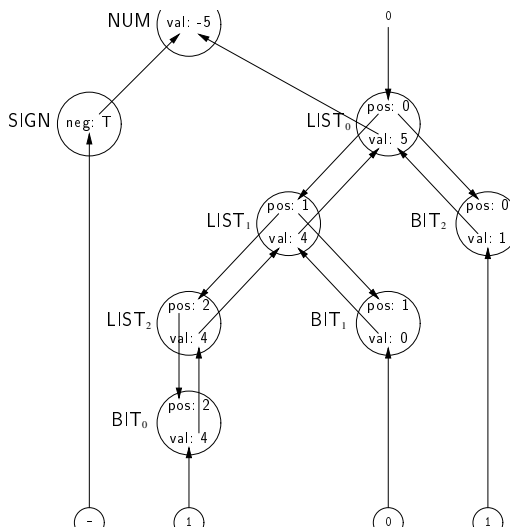 NUM val: -5 0
SIGN neg: T LIST₀ pos: 0
val: 5
LIST₁ pos: 1 BIT₂ pos: 0
val: 4 val: 1
LIST₂ pos: 2 BIT₁ pos: 1
val: 4 val: 0
BIT₀ pos: 2
val: 4
- 1 0 1